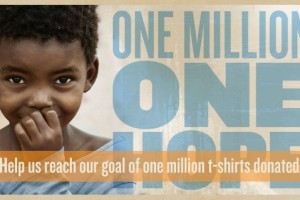 ONE MILLION
ONE
HOPE
Help us reach our goal of one million t-shirts donated